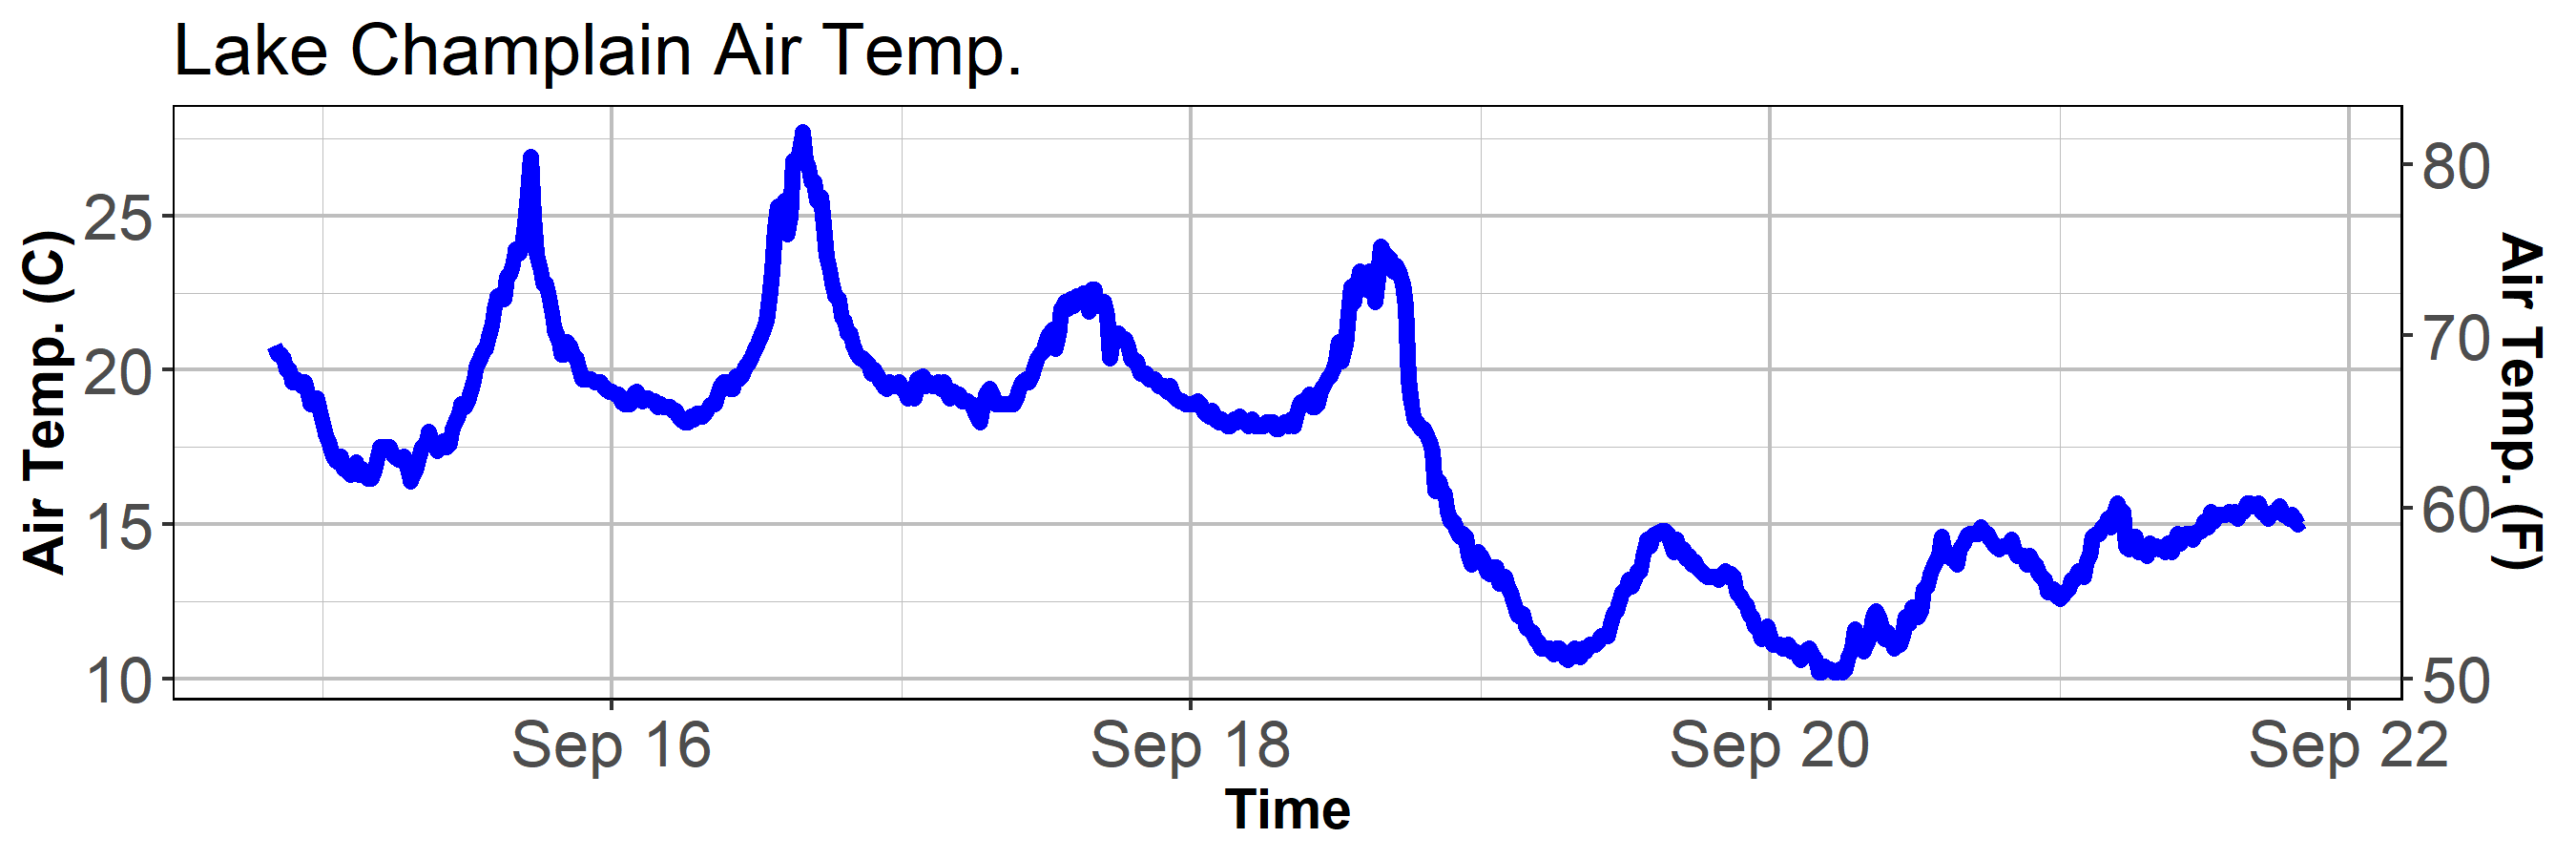 Lake Champlain Air Temp.
Air Temp. (C)
25
20
15
10
80
70
60
50
Air Temp. (F)
Sep 16 Sep 18 Sep 20 Sep 22
Time